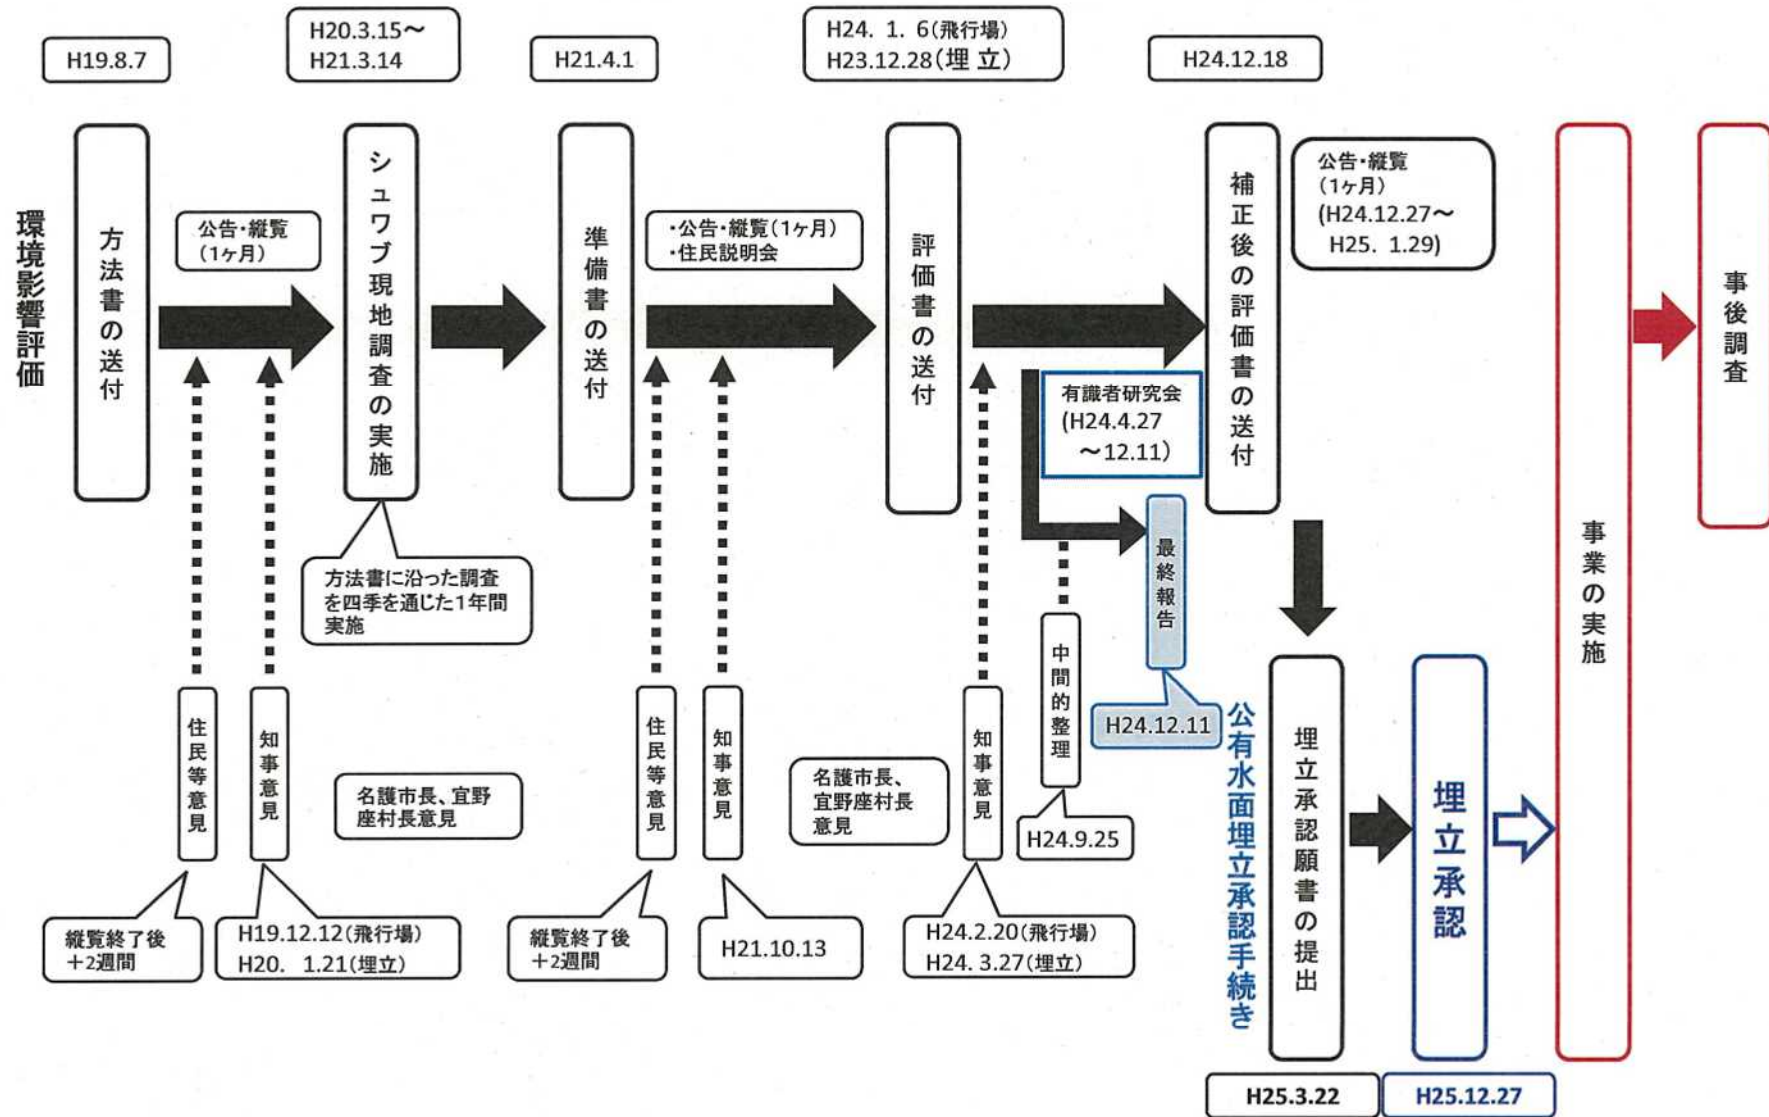 H19.8.7
H20.3.15～
H21.3.14
H21.4.1
H24. 1. 6(飛行場)
H23.12.28(埋 立)
H24.12.18
環境影響評価
方法書の送付
公告・縦覧
(1ヶ月)
シュワブ現地調査の実施
準備書の送付
・公告・縦覧(1ヶ月)
・住民説明会
評価書の送付
補正後の評価書の送付
公告・縦覧
(1ヶ月)
(H24.12.27～
H25. 1.29)
事業の実施
事後調査
有識者研究会
(H24.4.27
～12.11)
方法書に沿った調査
を四季を通じた1年間
実施
最終報告
H24.12.11
中間的整理
H24.9.25
住民等意見
知事意見
名護市長、宜野
座村長意見
住民等意見
知事意見
名護市長、
宜野座村長
意見
知事意見
縦覧終了後
+2週間
H19.12.12(飛行場)
H20. 1.21(埋立)
縦覧終了後
+2週間
H21.10.13
H24.2.20(飛行場)
H24. 3.27(埋立)
公有水面埋立承認手続き
埋立承認願書の提出
埋立承認
H25.3.22
H25.12.27